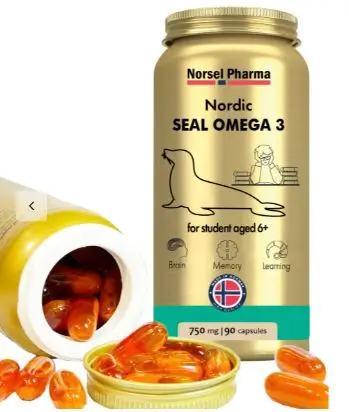 Norsel Pharma
Nordic
SEAL OMEGA 3
for student aged 6+
Brain
Memory
Learning
750 mg | 90 capsules